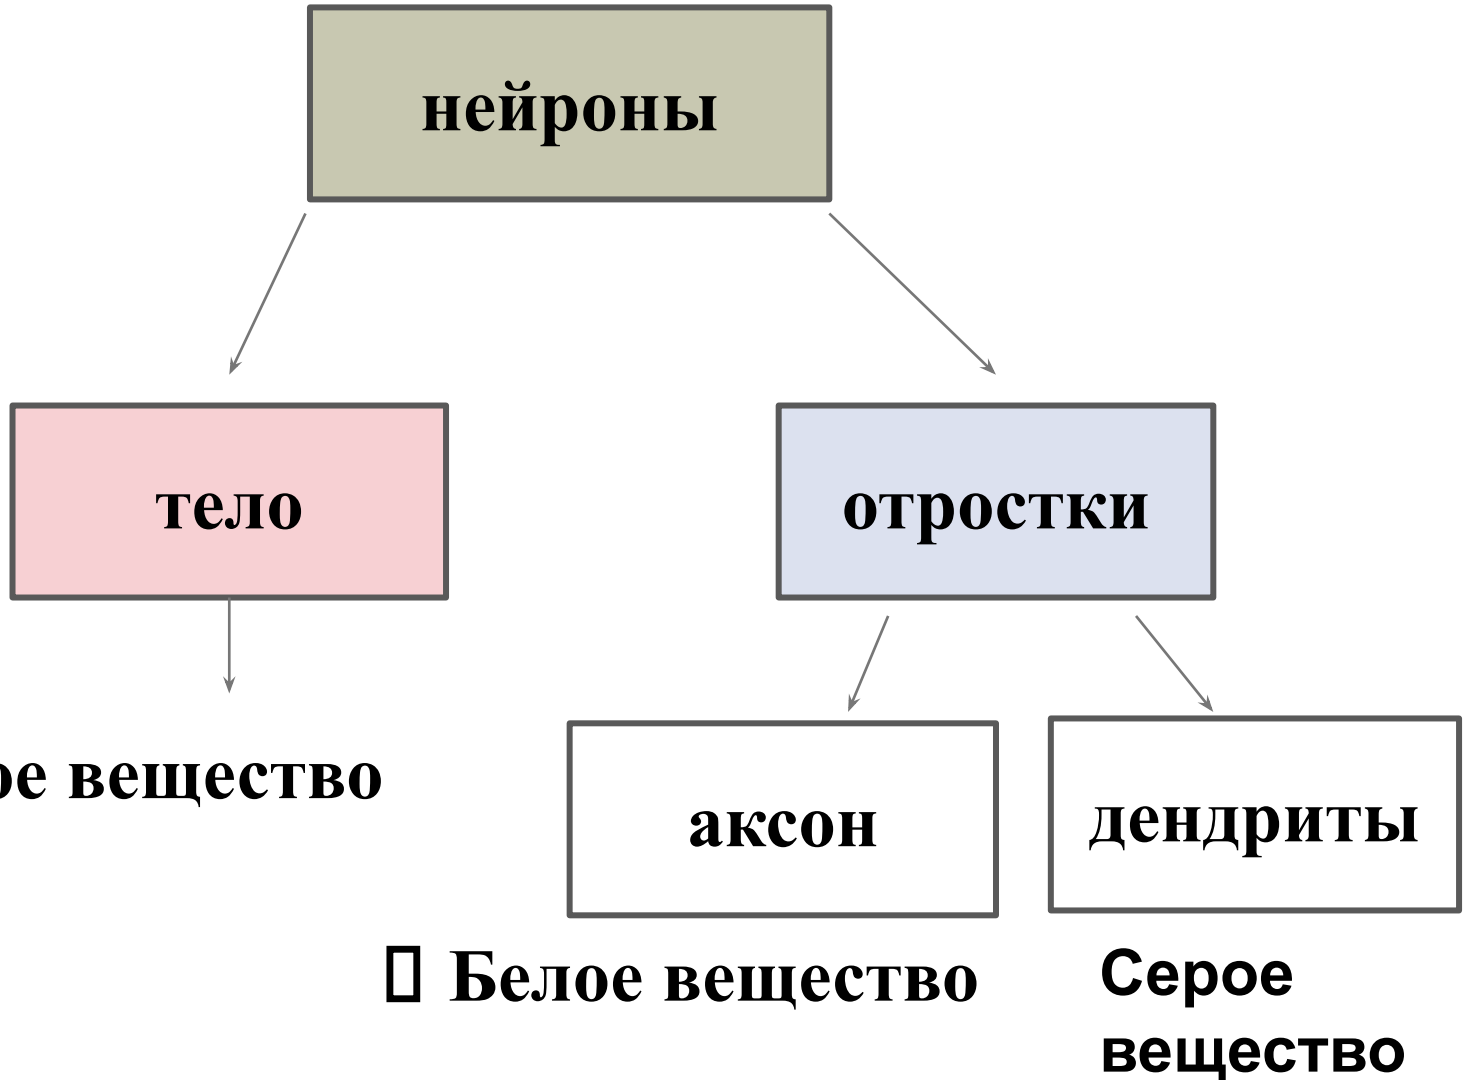 нейроны
тело
отростки
ое вещество
аксон
дендриты
Белое вещество
Серое
вещество